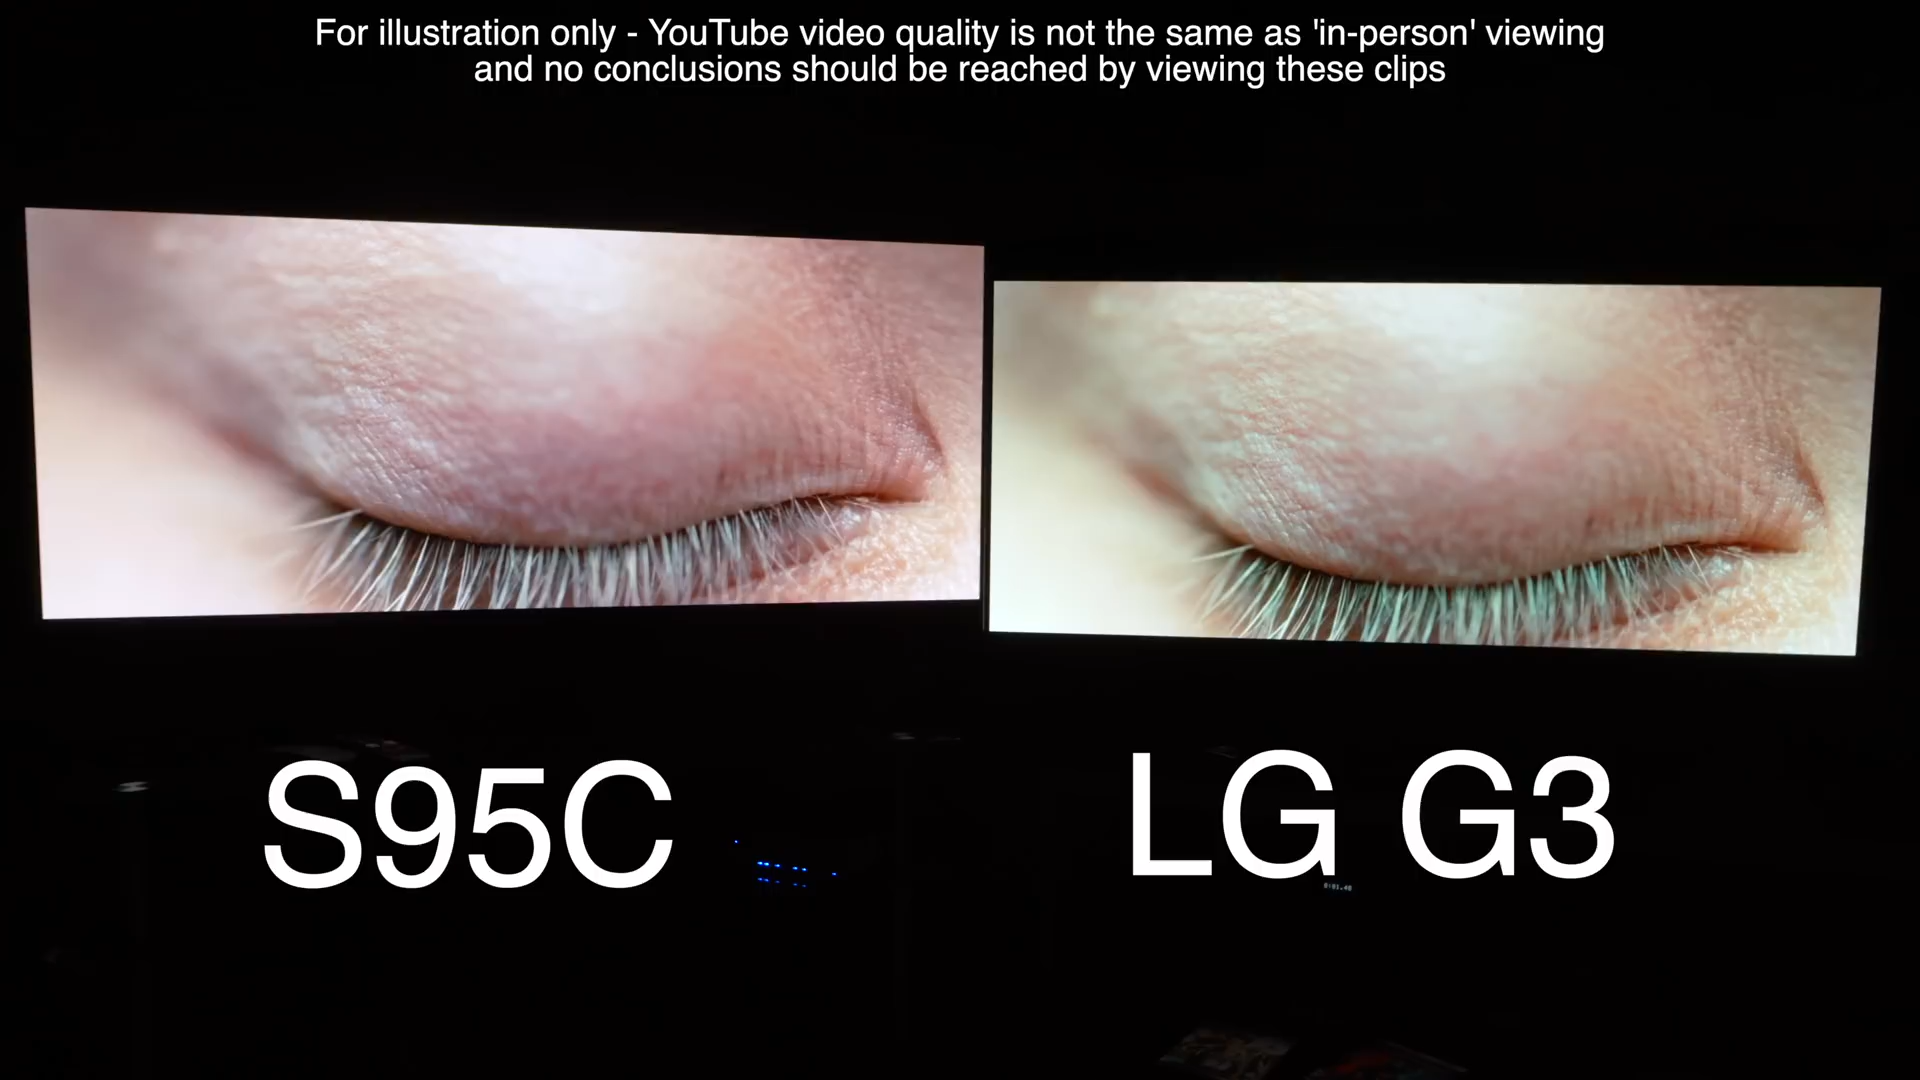 For illustration only - YouTube video quality is not the same as 'in-person' viewing
and no conclusions should be reached by viewing these clips
S95C
LG G3